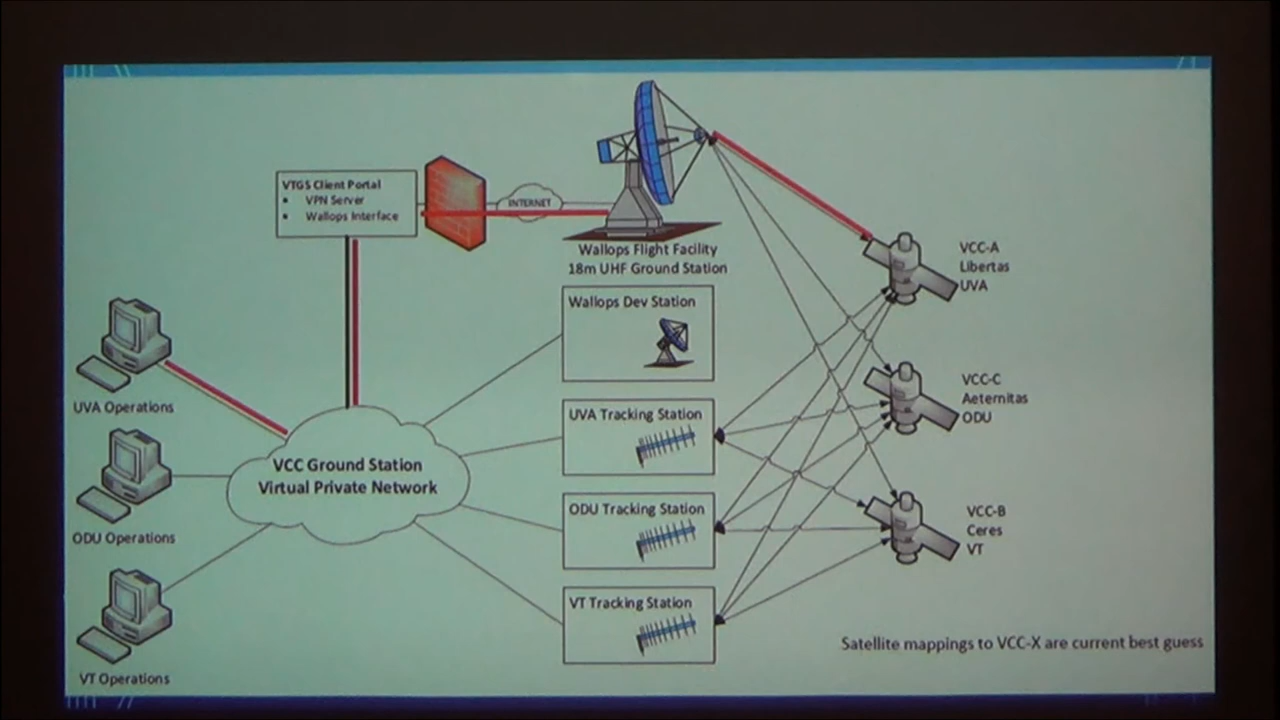 VTGS Client Portal
▪ VPN Server
▪ Wallops Interface
INTERNET
Wallops Flight Facility
18m UHF Ground Station
Wallops Dev Station
UVA Tracking Station
ODU Tracking Station
VT Tracking Station
UVA Operations
ODU Operations
VT Operations
VCC Ground Station
Virtual Private Network
VCC-A
Libertas
UVA
VCC-C
Aeternitas
ODU
VCC-B
Ceres
VT
Satellite mappings to VCC-X are current best guess